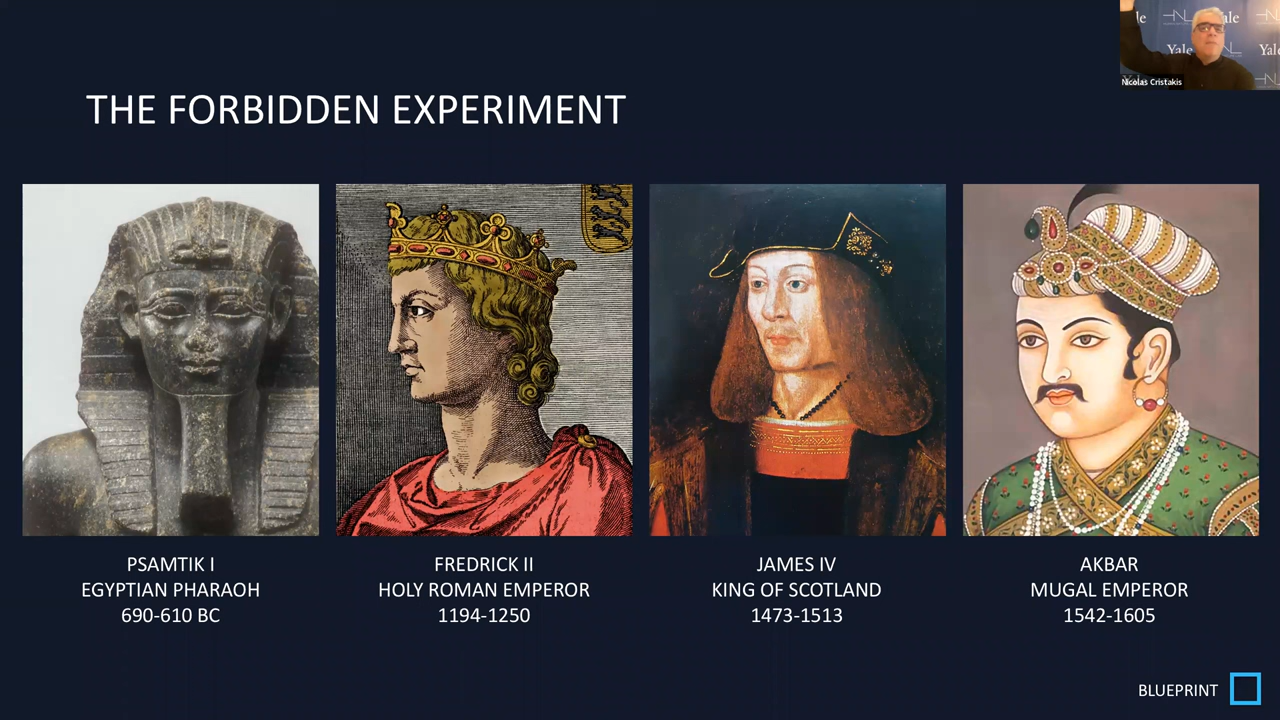 THE FORBIDDEN EXPERIMENT
Yale
Yale
Yale
Nicolas Cristakis
PSAMTIK I
EGYPTIAN PHARAOH
690-610 BC
FREDRICK II
HOLY ROMAN EMPEROR
1194-1250
JAMES IV
KING OF SCOTLAND
1473-1513
AKBAR
MUGAL EMPEROR
1542-1605
BLUEPRINT